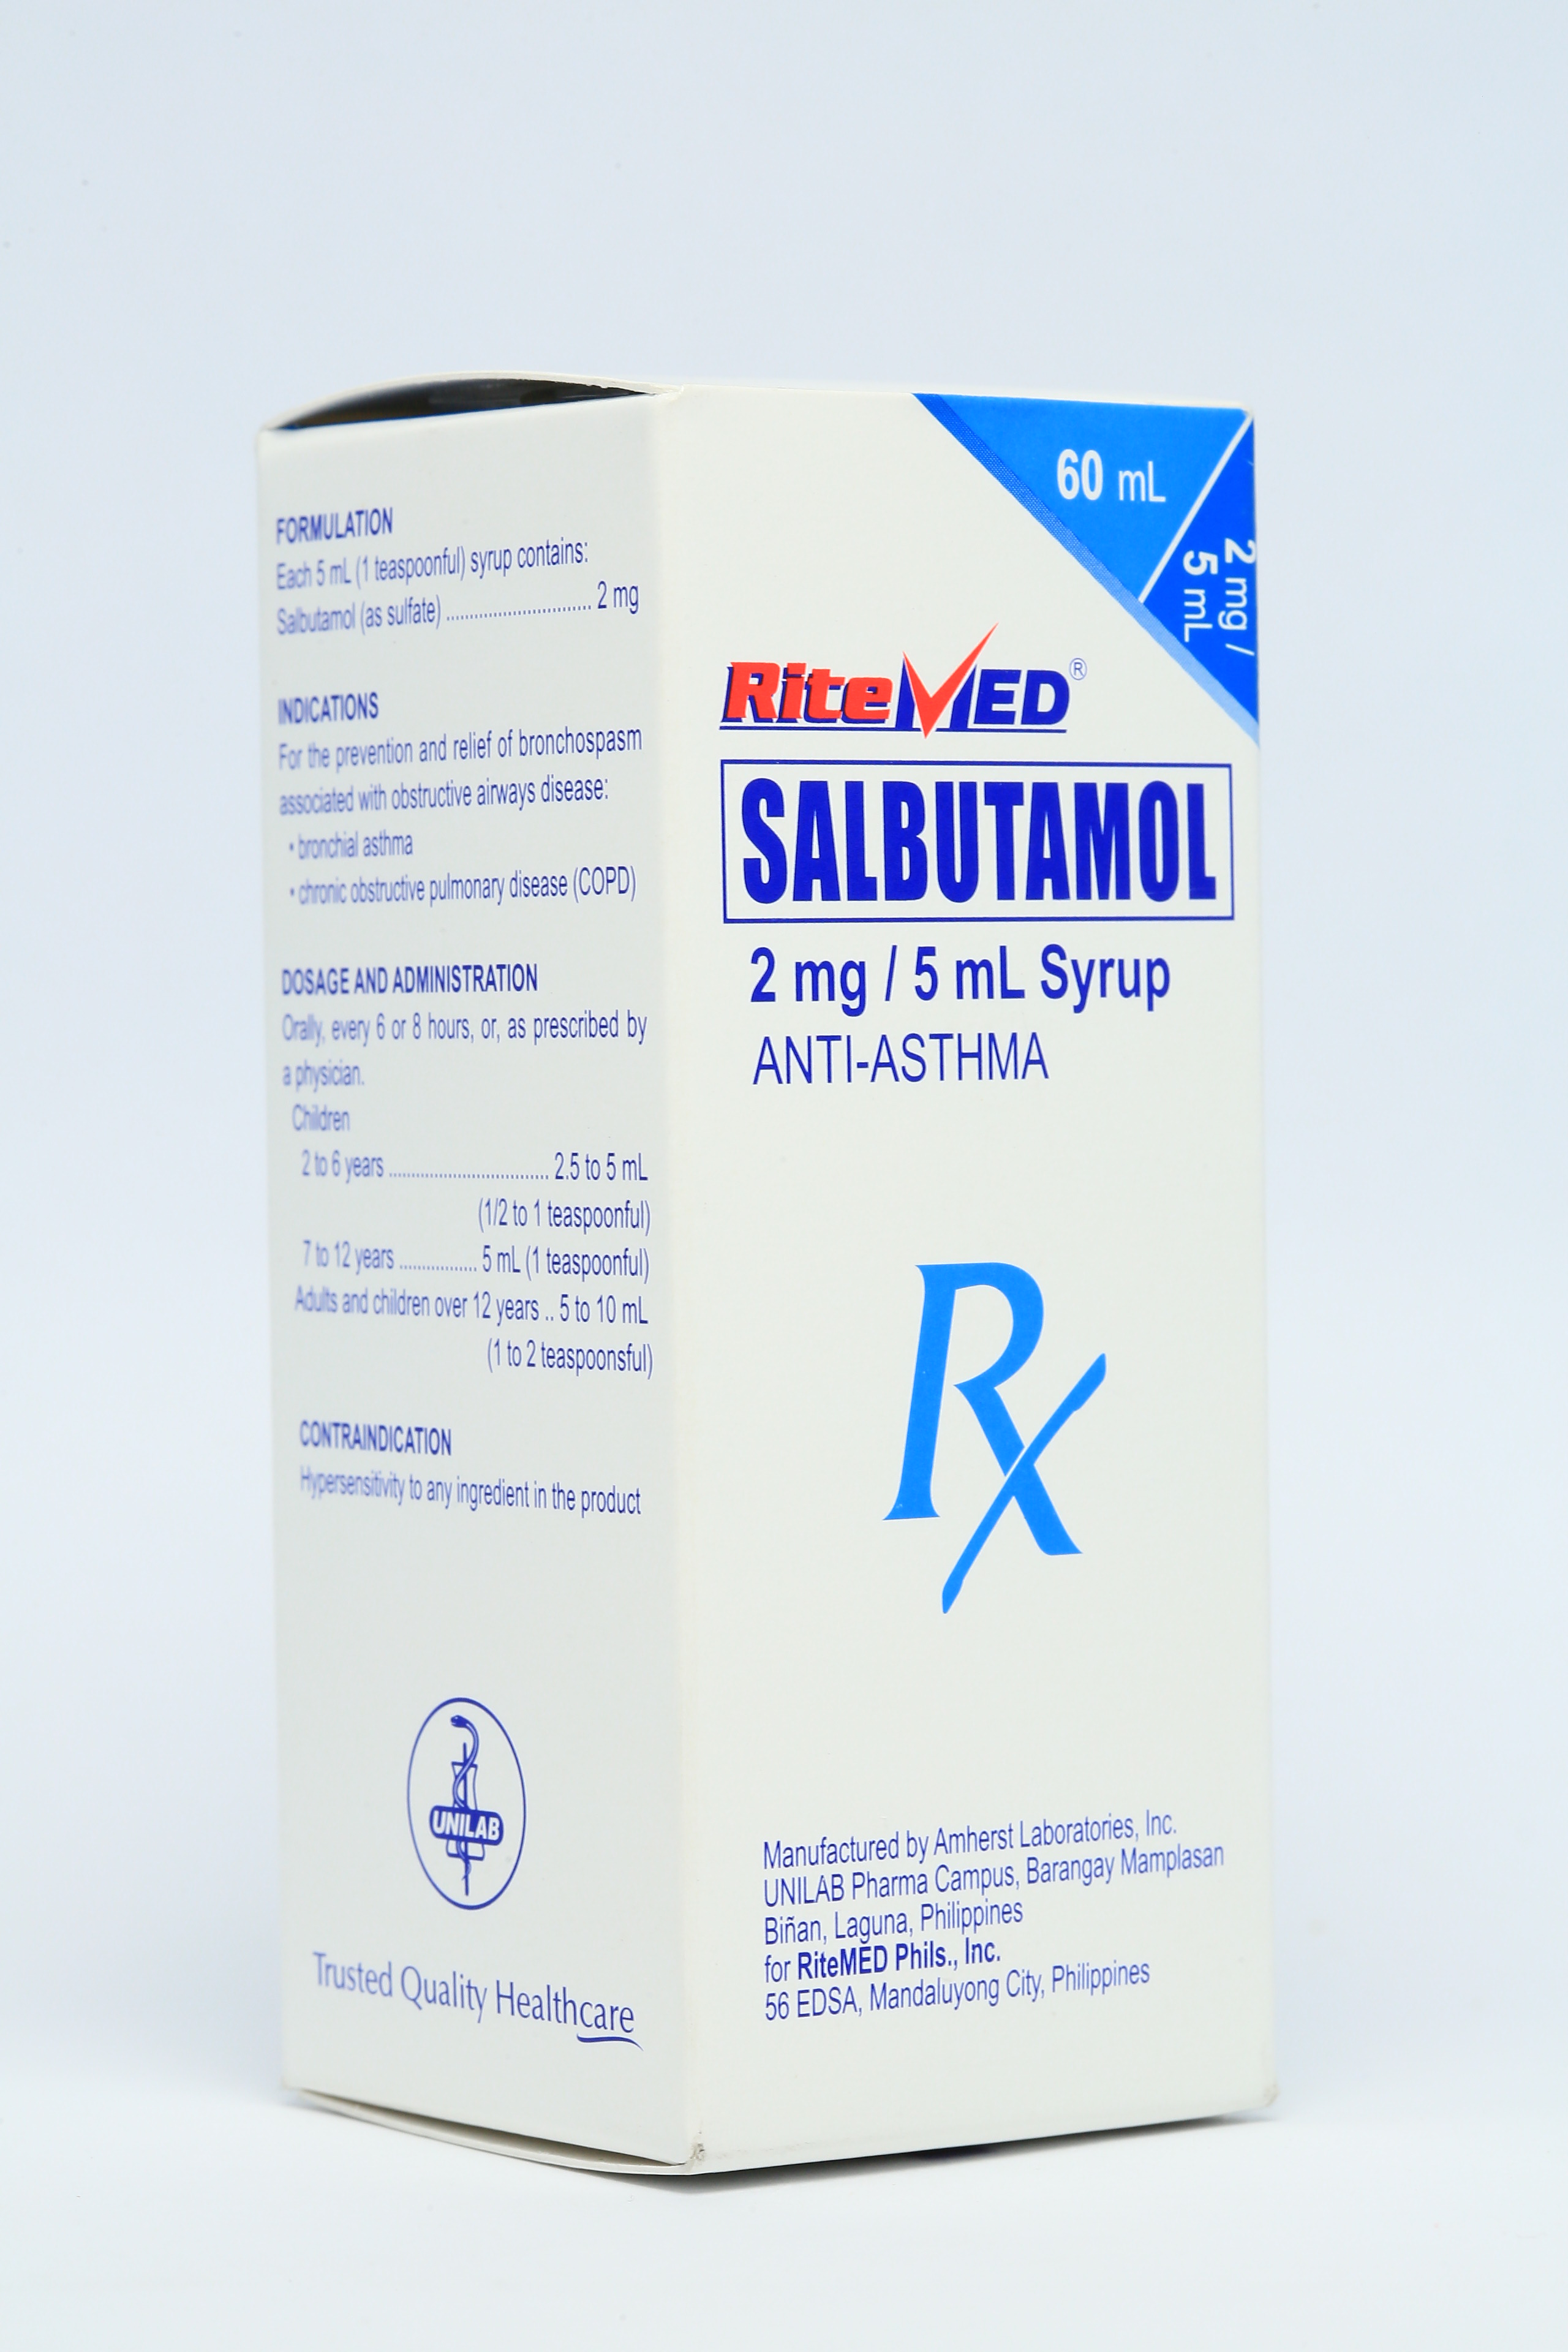 FORMULATION
Each 5 mL (1 teaspoonful) syrup contains:
Salbutamol (as sulfate) ............................ 2 mg
INDICATIONS
For the prevention and relief of bronchospasm
associated with obstructive airways disease:
• bronchial asthma
• chronic obstructive pulmonary disease (COPD)
DOSAGE AND ADMINISTRATION
Orally, every 6 or 8 hours, or, as prescribed by
a physician.
Children
2 to 6 years ................................ 2.5 to 5 mL
(1/2 to 1 teaspoonful)
7 to 12 years ................ 5 mL (1 teaspoonful)
Adults and children over 12 years .. 5 to 10 mL
(1 to 2 teaspoonsful)
CONTRAINDICATION
Hypersensitivity to any ingredient in the product
UNILAB
Trusted Quality Healthcare
60 mL
2 mg /
5 mL
RiteMED®
SALBUTAMOL
2 mg / 5 mL Syrup
ANTI-ASTHMA
Rx
Manufactured by Amherst Laboratories, Inc.
UNILAB Pharma Campus, Barangay Mamplasan
Biñan, Laguna, Philippines
for RiteMED Phils., Inc.
56 EDSA, Mandaluyong City, Philippines